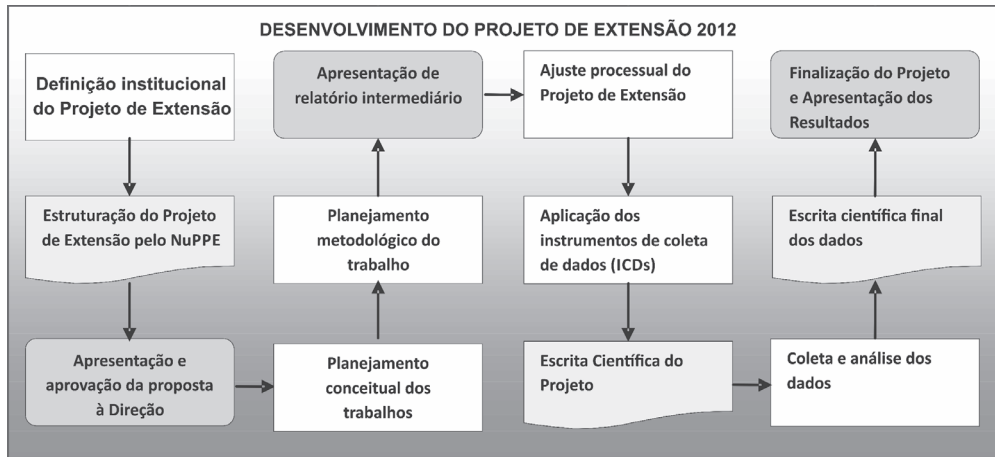 DESENVOLVIMENTO DO PROJETO DE EXTENSÃO 2012
Definição institucional
do Projeto de Extensão
Estruturação do Projeto
de Extensão pelo NuPPE
Apresentação e
aprovação da proposta
à Direção
Planejamento
conceitual dos
trabalhos
Planejamento
metodológico do
trabalho
Apresentação de
relatório intermediário
Ajuste processual do
Projeto de Extensão
Aplicação dos
instrumentos de coleta
de dados (ICDs)
Escrita Científica do
Projeto
Coleta e análise dos
dados
Escrita científica final
dos dados
Finalização do Projeto
e Apresentação dos
Resultados